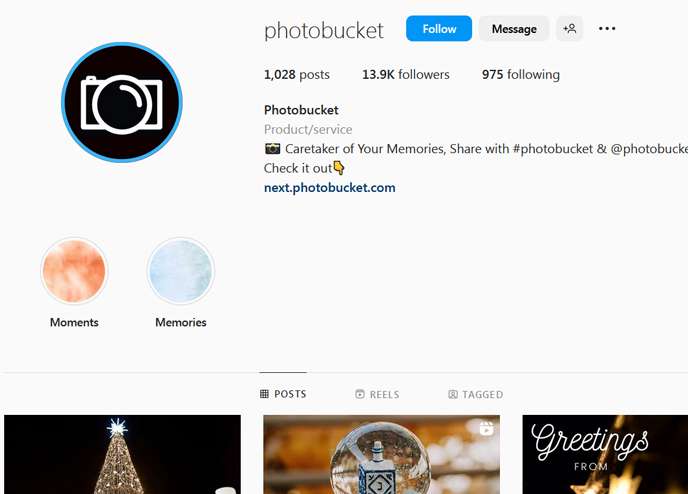 photobucket Follow Message
1,028 posts 13.9K followers 975 following
Photobucket
Product/service
📸 Caretaker of Your Memories, Share with #photobucket & @photobucke
Check it out👇
next.photobucket.com
Moments Memories
POSTS REELS TAGGED
Greetings
FROM
J